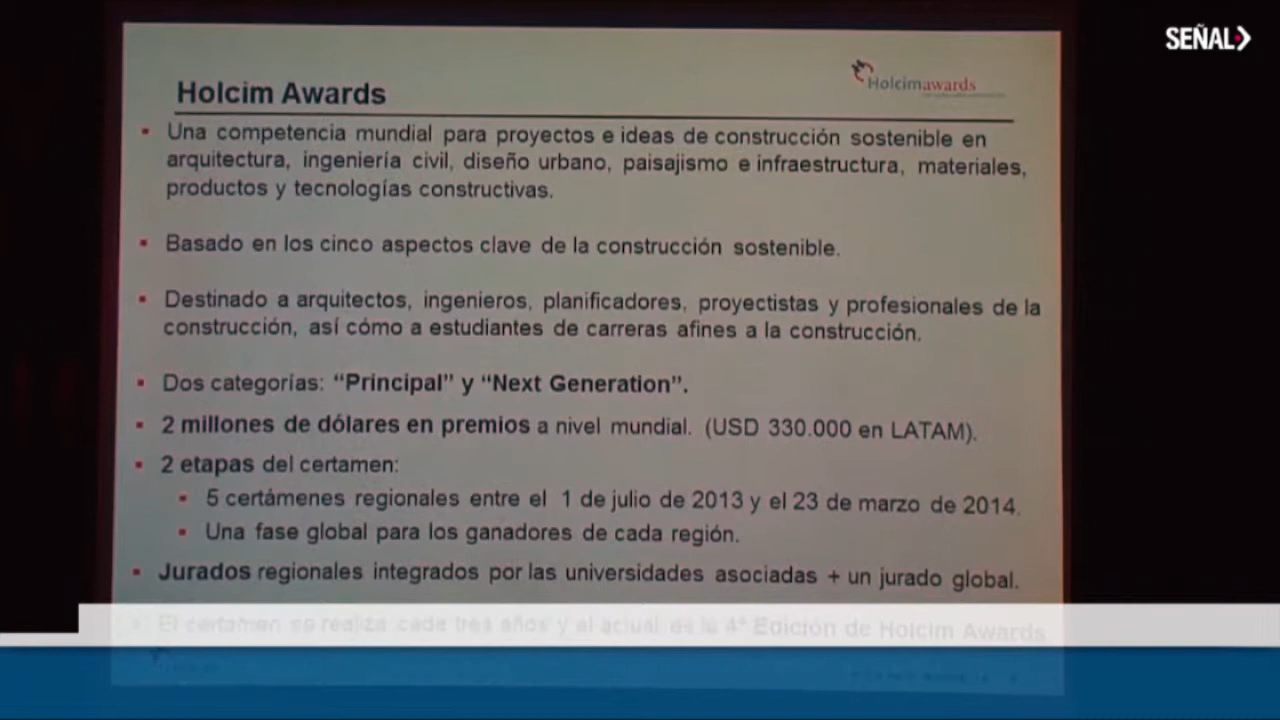 SEÑAL
Holcim Awards
Holcimawards
Una competencia mundial para proyectos e ideas de construcción sostenible en
arquitectura, ingeniería civil, diseño urbano, paisajismo e infraestructura, materiales,
productos y tecnologías constructivas.
Basado en los cinco aspectos clave de la construcción sostenible.
Destinado a arquitectos, ingenieros, planificadores, proyectistas y profesionales de la
construcción, así cómo a estudiantes de carreras afines a la construcción.
Dos categorías: “Principal” y “Next Generation”.
2 millones de dólares en premios a nivel mundial. (USD 330.000 en LATAM).
2 etapas del certamen:
5 certámenes regionales entre el 1 de julio de 2013 y el 23 de marzo de 2014.
Una fase global para los ganadores de cada región.
Jurados regionales integrados por las universidades asociadas + un jurado global.
El certamen se realiza cada tres años y el actual es la 4ª Edición de Holcim Awards